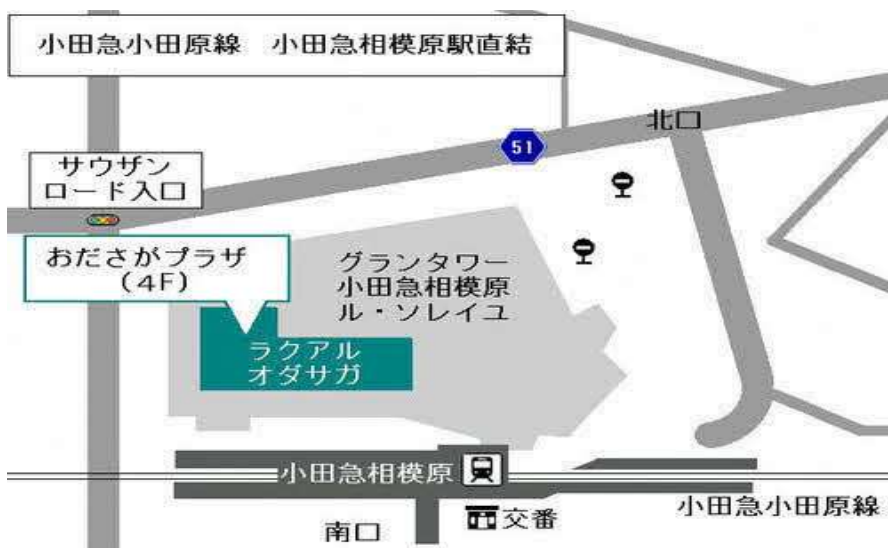 小田急小田原線　小田急相模原駅直結
北口
51
サウザン
ロード入口
おださがプラザ
(4F)
グランタワー
小田急相模原
ル・ソレイユ
ラクアル
オダサガ
小田急相模原
小田急小田原線
南口
交番